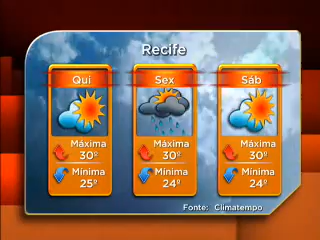 Recife
Qui
Sex
Sáb
Máxima
30º
Mínima
25º
Máxima
30º
Mínima
24º
Máxima
30º
Mínima
24º
Fonte: Climatempo